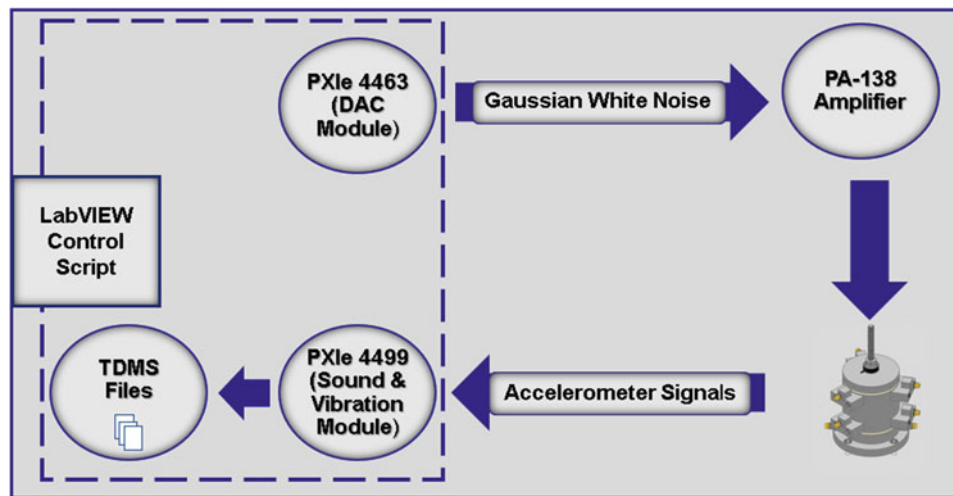 PXIe 4463
(DAC
Module)
Gaussian White Noise
PA-138
Amplifier
LabVIEW
Control
Script
TDMS
Files
PXIe 4499
(Sound &
Vibration
Module)
Accelerometer Signals